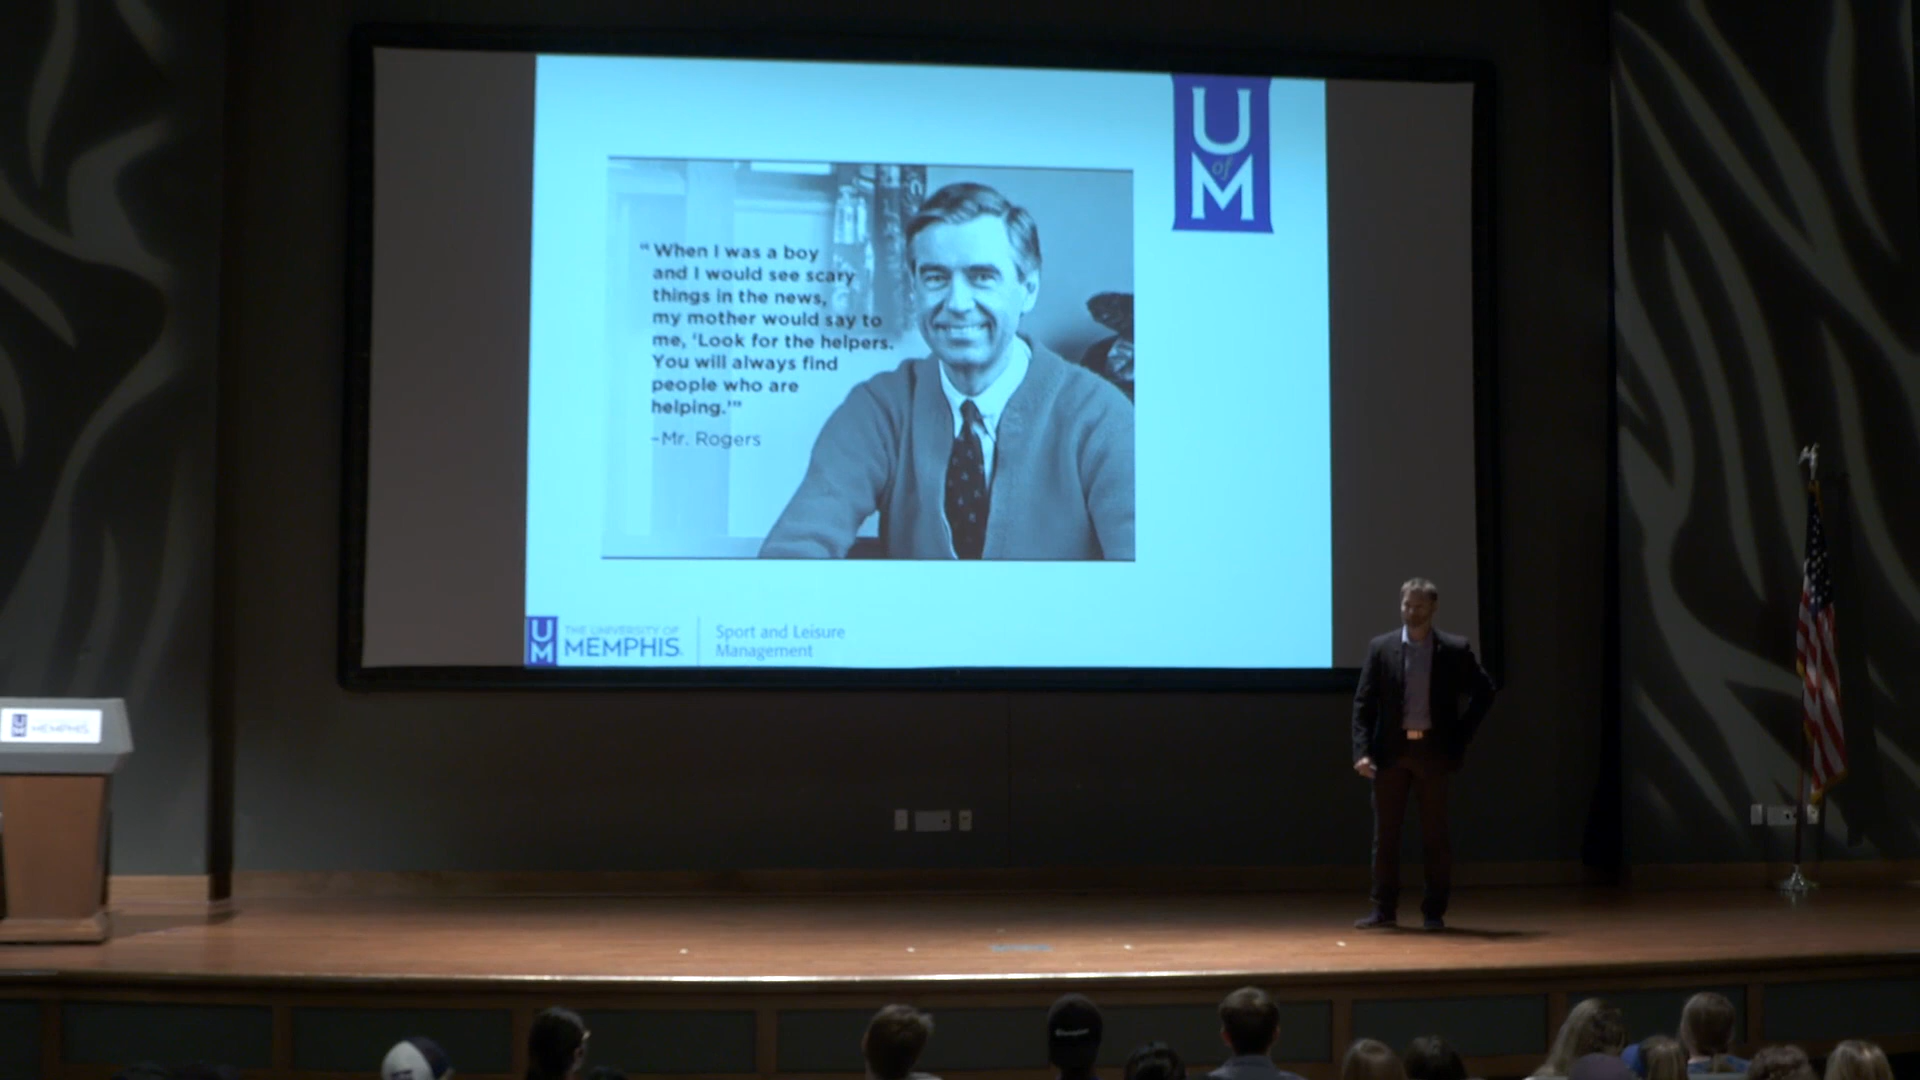 U
of
M
“When I was a boy
and I would see scary
things in the news,
my mother would say to
me, ‘Look for the helpers.
You will always find
people who are
helping.’”
–Mr. Rogers
U
M
THE UNIVERSITY OF
MEMPHIS.
Sport and Leisure
Management
U
M
MEMPHIS